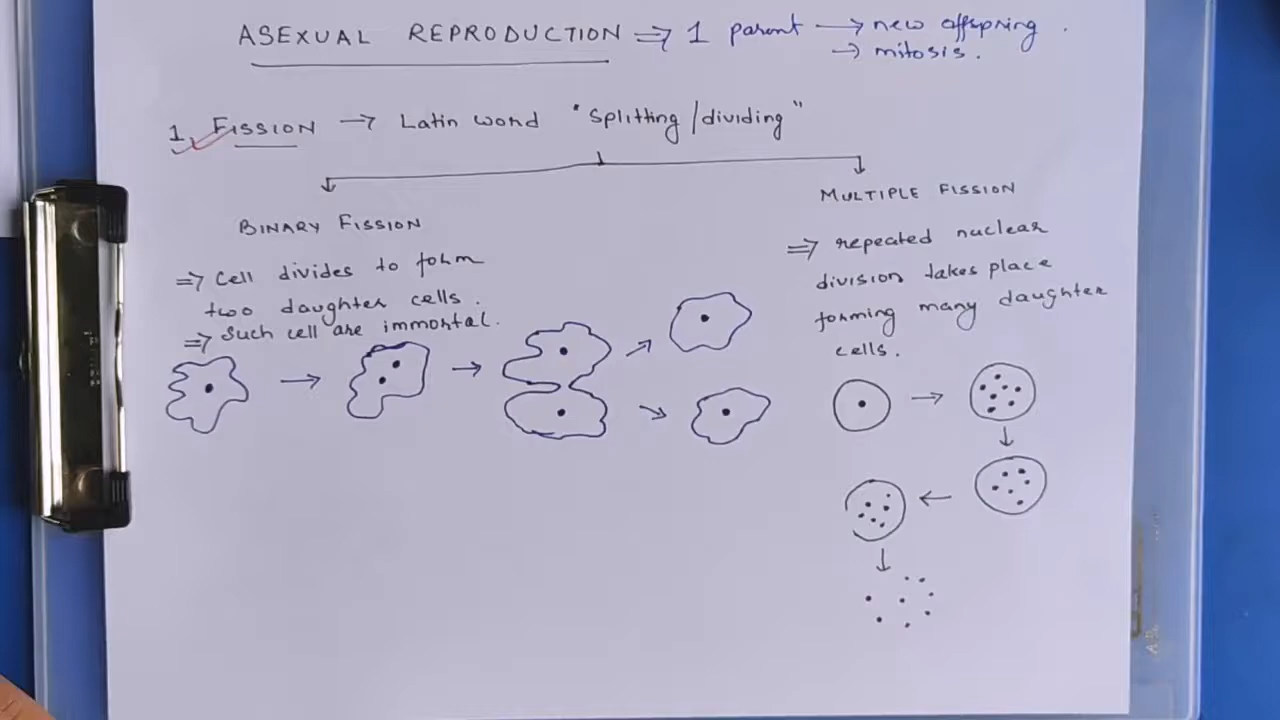 ASEXUAL REPRODUCTION ⇒ 1 parent → new offspring.
→ mitosis.
1, FISSION → Latin word "Splitting/dividing"
BINARY FISSION
⇒ Cell divides to form
two daughter cells.
⇒ Such cell are immortal.
MULTIPLE FISSION
⇒ repeated nuclear
division takes place
forming many daughter
cells.